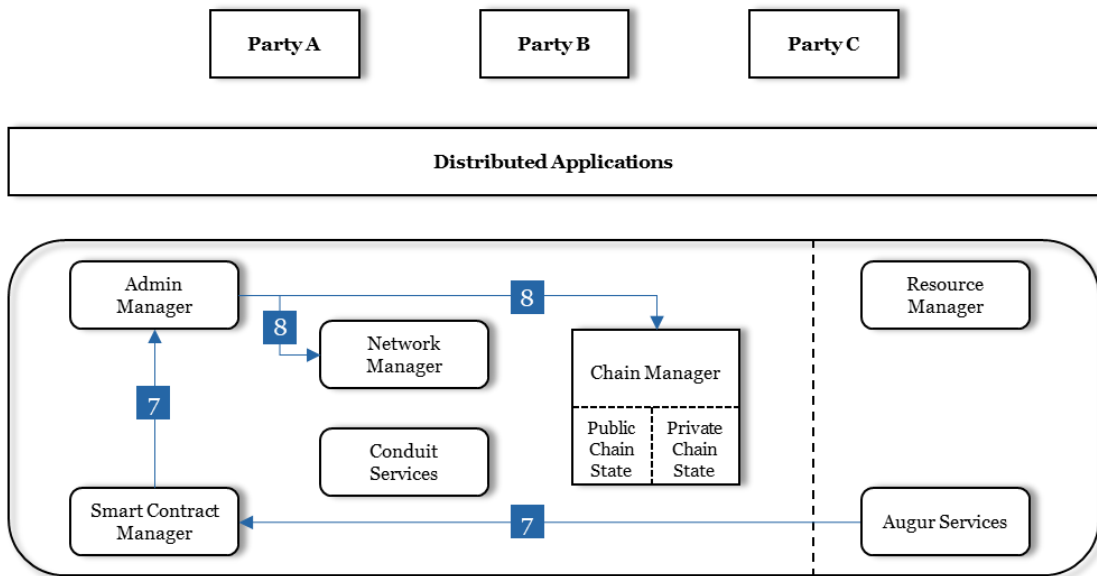 Party A
Party B
Party C
Distributed Applications
Admin
Manager
Resource
Manager
8
8
Network
Manager
Chain Manager
7
Public
Chain
State
Private
Chain
State
Conduit
Services
Smart Contract
Manager
7
Augur Services